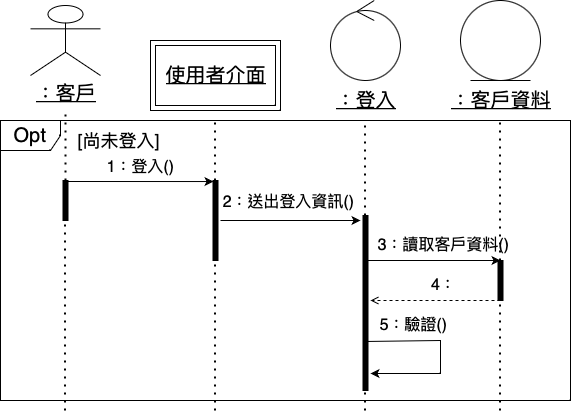 ：客戶
使用者介面
：登入
：客戶資料
Opt
[尚未登入]
1：登入()
2：送出登入資訊()
3：讀取客戶資料()
4：
5：驗證()